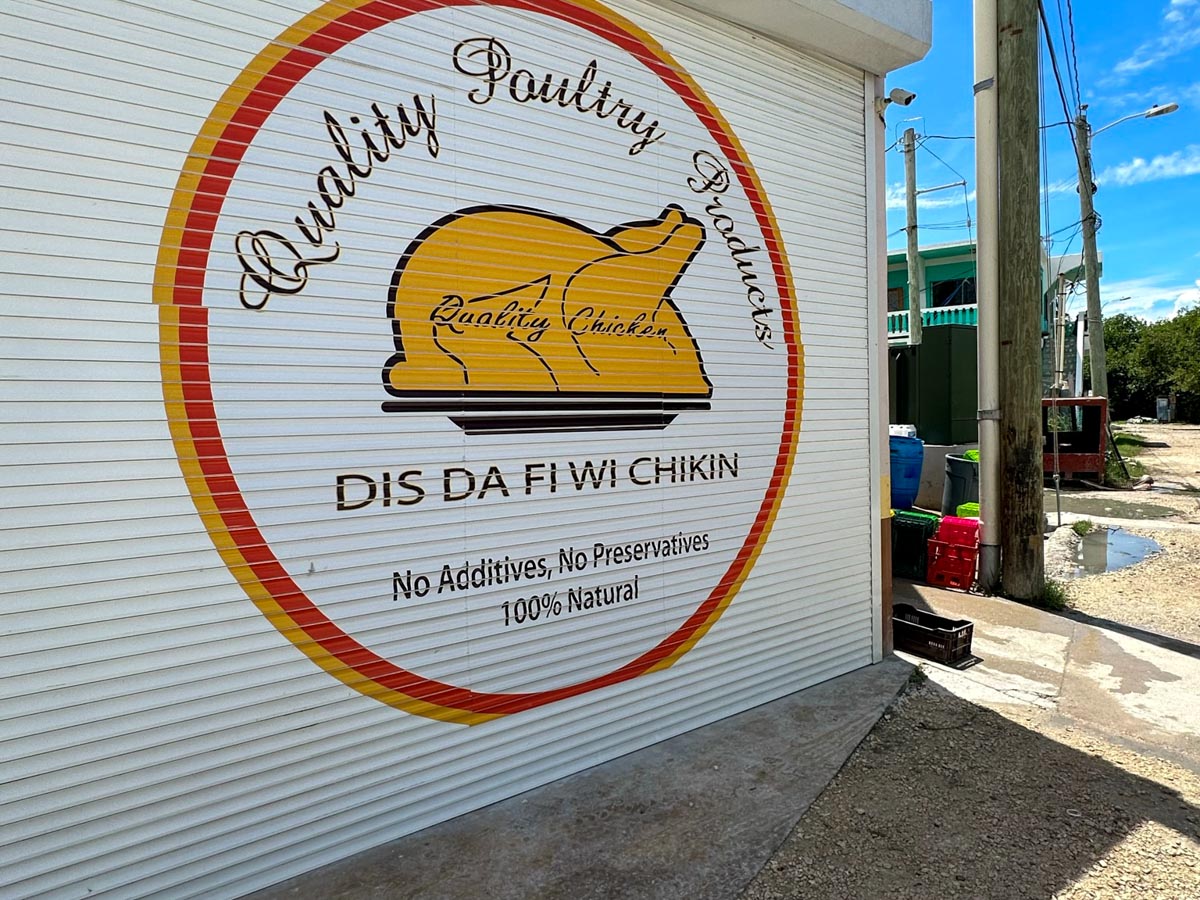 Quality Poultry Products
Quality Chicken
DIS DA FI WI CHIKIN
No Additives, No Preservatives
100% Natural